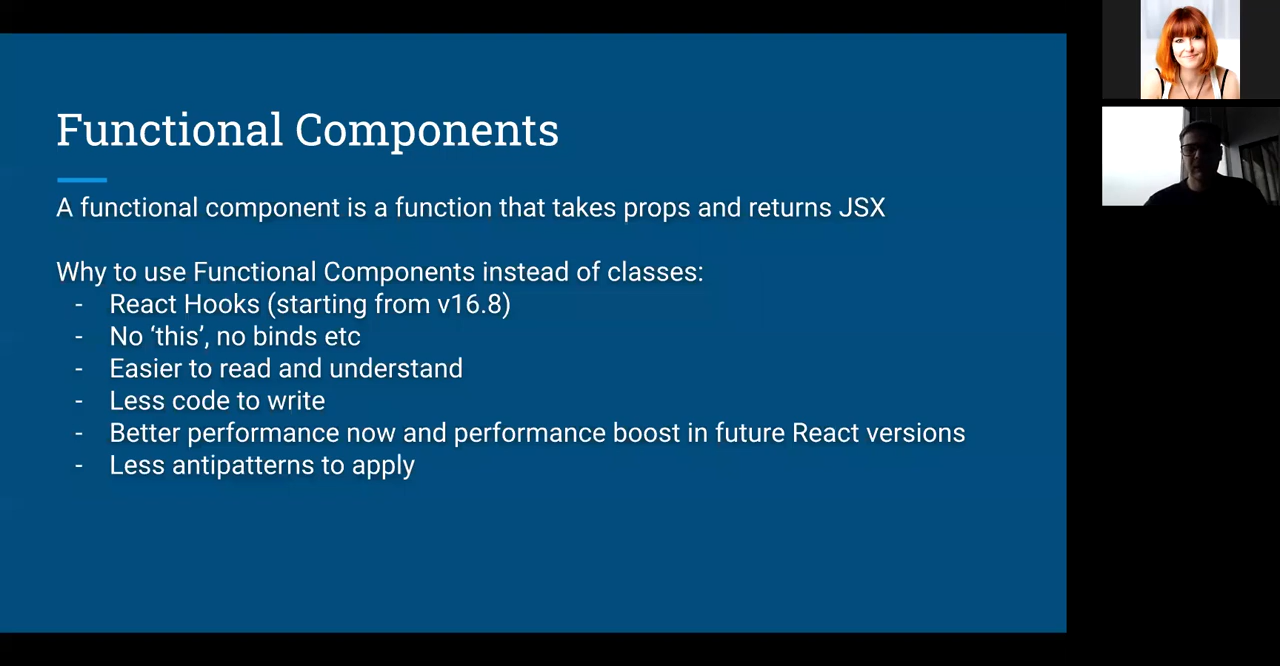 Functional Components
A functional component is a function that takes props and returns JSX
Why to use Functional Components instead of classes:
- React Hooks (starting from v16.8)
- No ‘this’, no binds etc
- Easier to read and understand
- Less code to write
- Better performance now and performance boost in future React versions
- Less antipatterns to apply